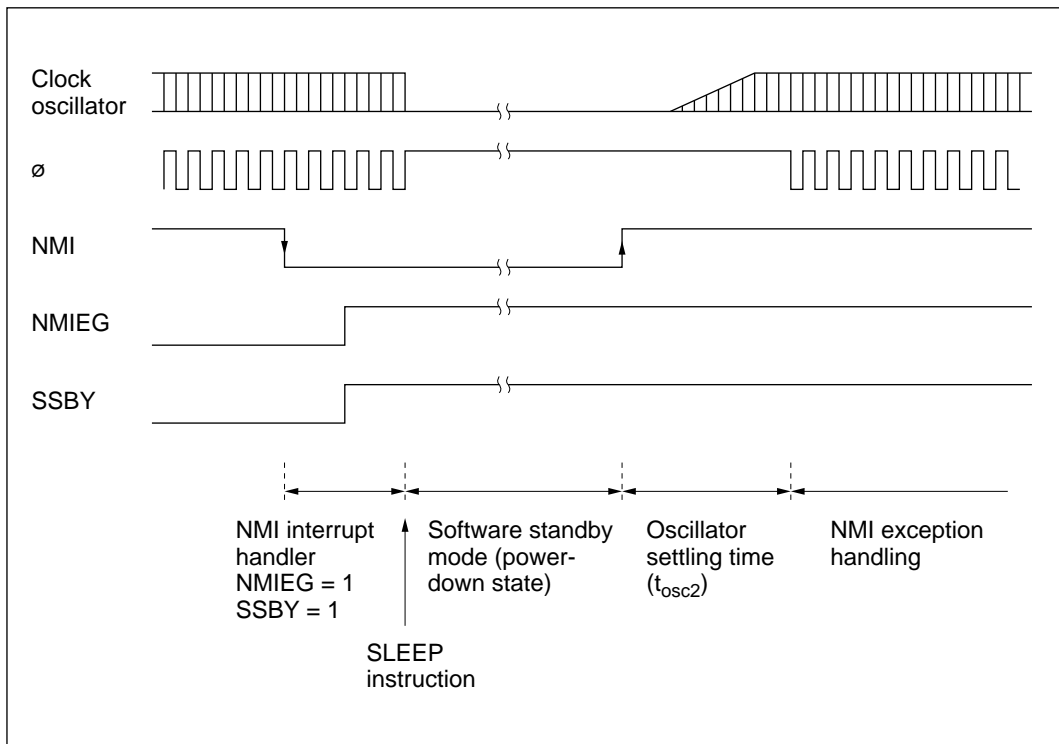 Clock
oscillator
ø
NMI
NMIEG
SSBY
NMI interrupt
handler
NMIEG = 1
SSBY = 1
Software standby
mode (power-
down state)
Oscillator
settling time
(tosc2)
NMI exception
handling
SLEEP
instruction